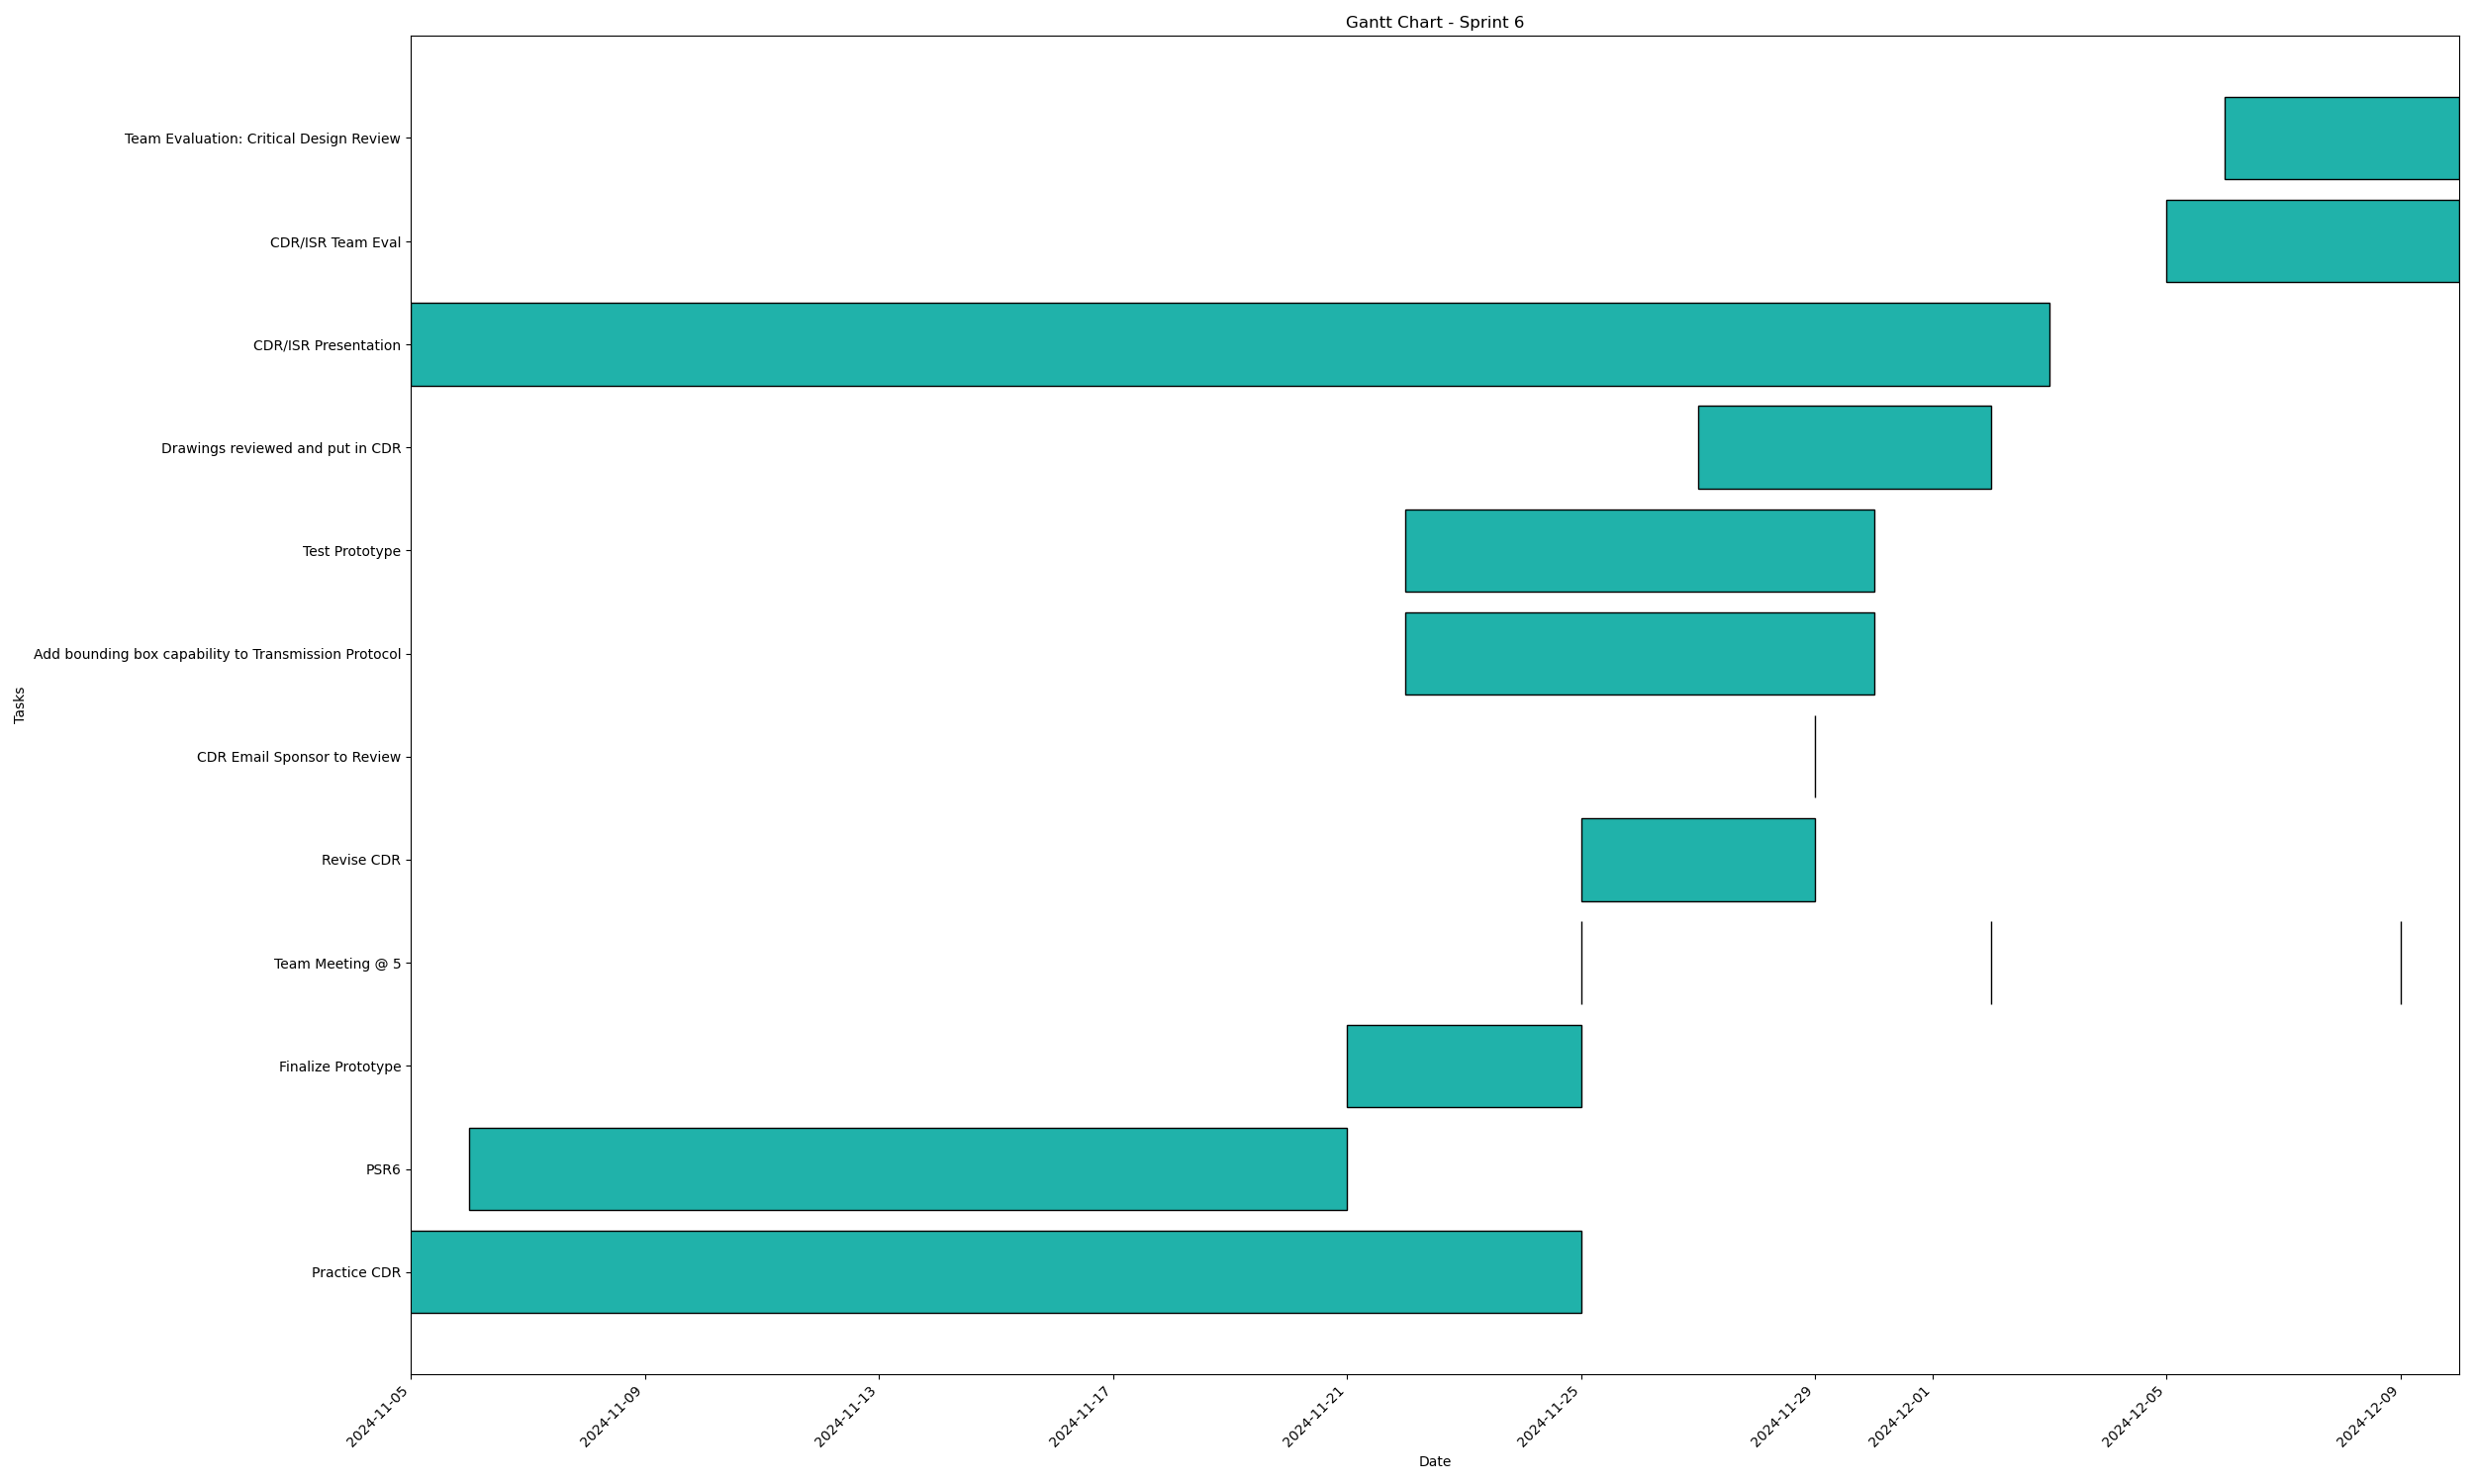 Gantt Chart - Sprint 6
Team Evaluation: Critical Design Review
CDR/ISR Team Eval
CDR/ISR Presentation
Drawings reviewed and put in CDR
Test Prototype
Add bounding box capability to Transmission Protocol
CDR Email Sponsor to Review
Revise CDR
Team Meeting @ 5
Finalize Prototype
PSR6
Practice CDR
Tasks
2024-11-05
2024-11-09
2024-11-13
2024-11-17
2024-11-21
2024-11-25
2024-11-29
2024-12-01
2024-12-05
2024-12-09
Date